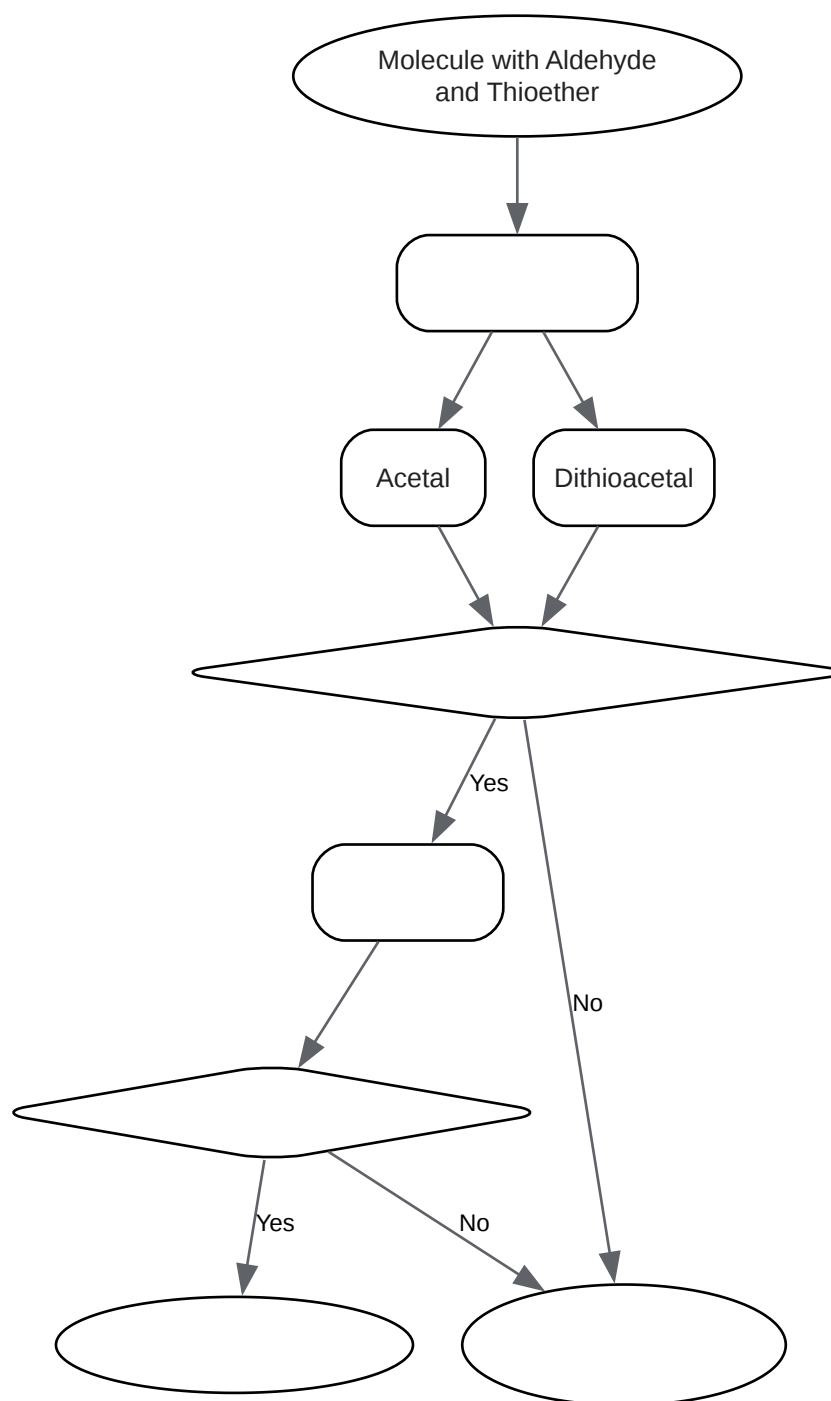 Molecule with Aldehyde
and Thioether
Acetal
Dithioacetal
Yes
No
Yes
No